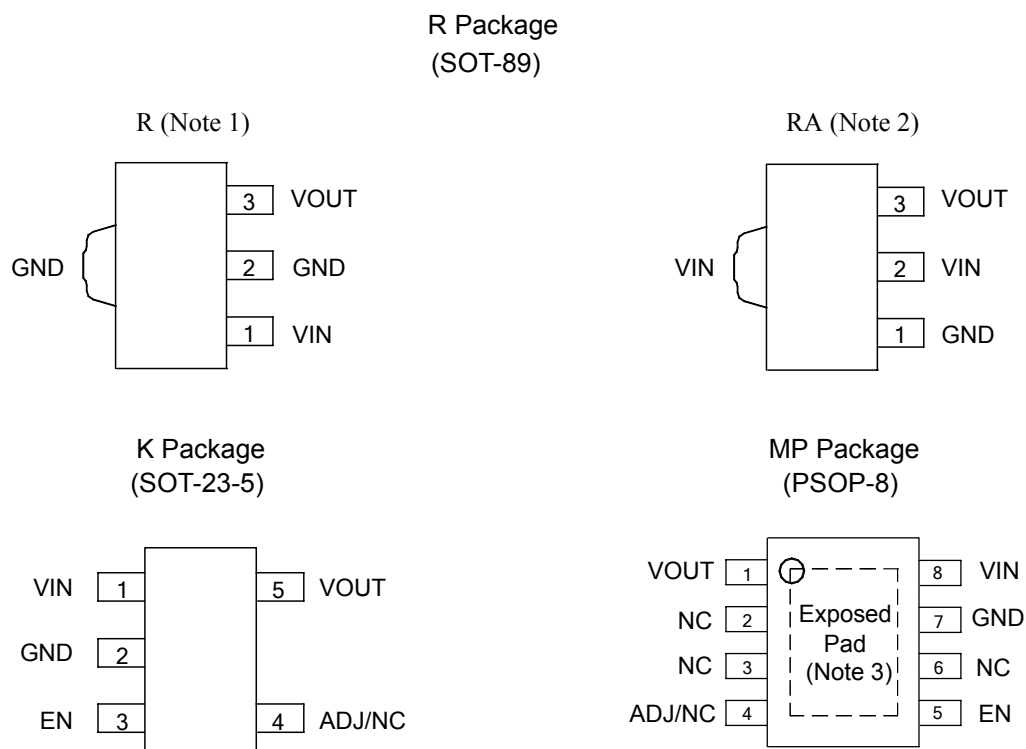 R Package
(SOT-89)
R (Note 1)
RA (Note 2)
3 VOUT
GND
2 GND
1 VIN
3 VOUT
VIN
2 VIN
1 GND
K Package
(SOT-23-5)
MP Package
(PSOP-8)
VIN 1
5 VOUT
GND 2
EN 3
4 ADJ/NC
VOUT 1
8 VIN
NC 2
Exposed
7 GND
Pad
NC 3
(Note 3)
6 NC
ADJ/NC 4
5 EN